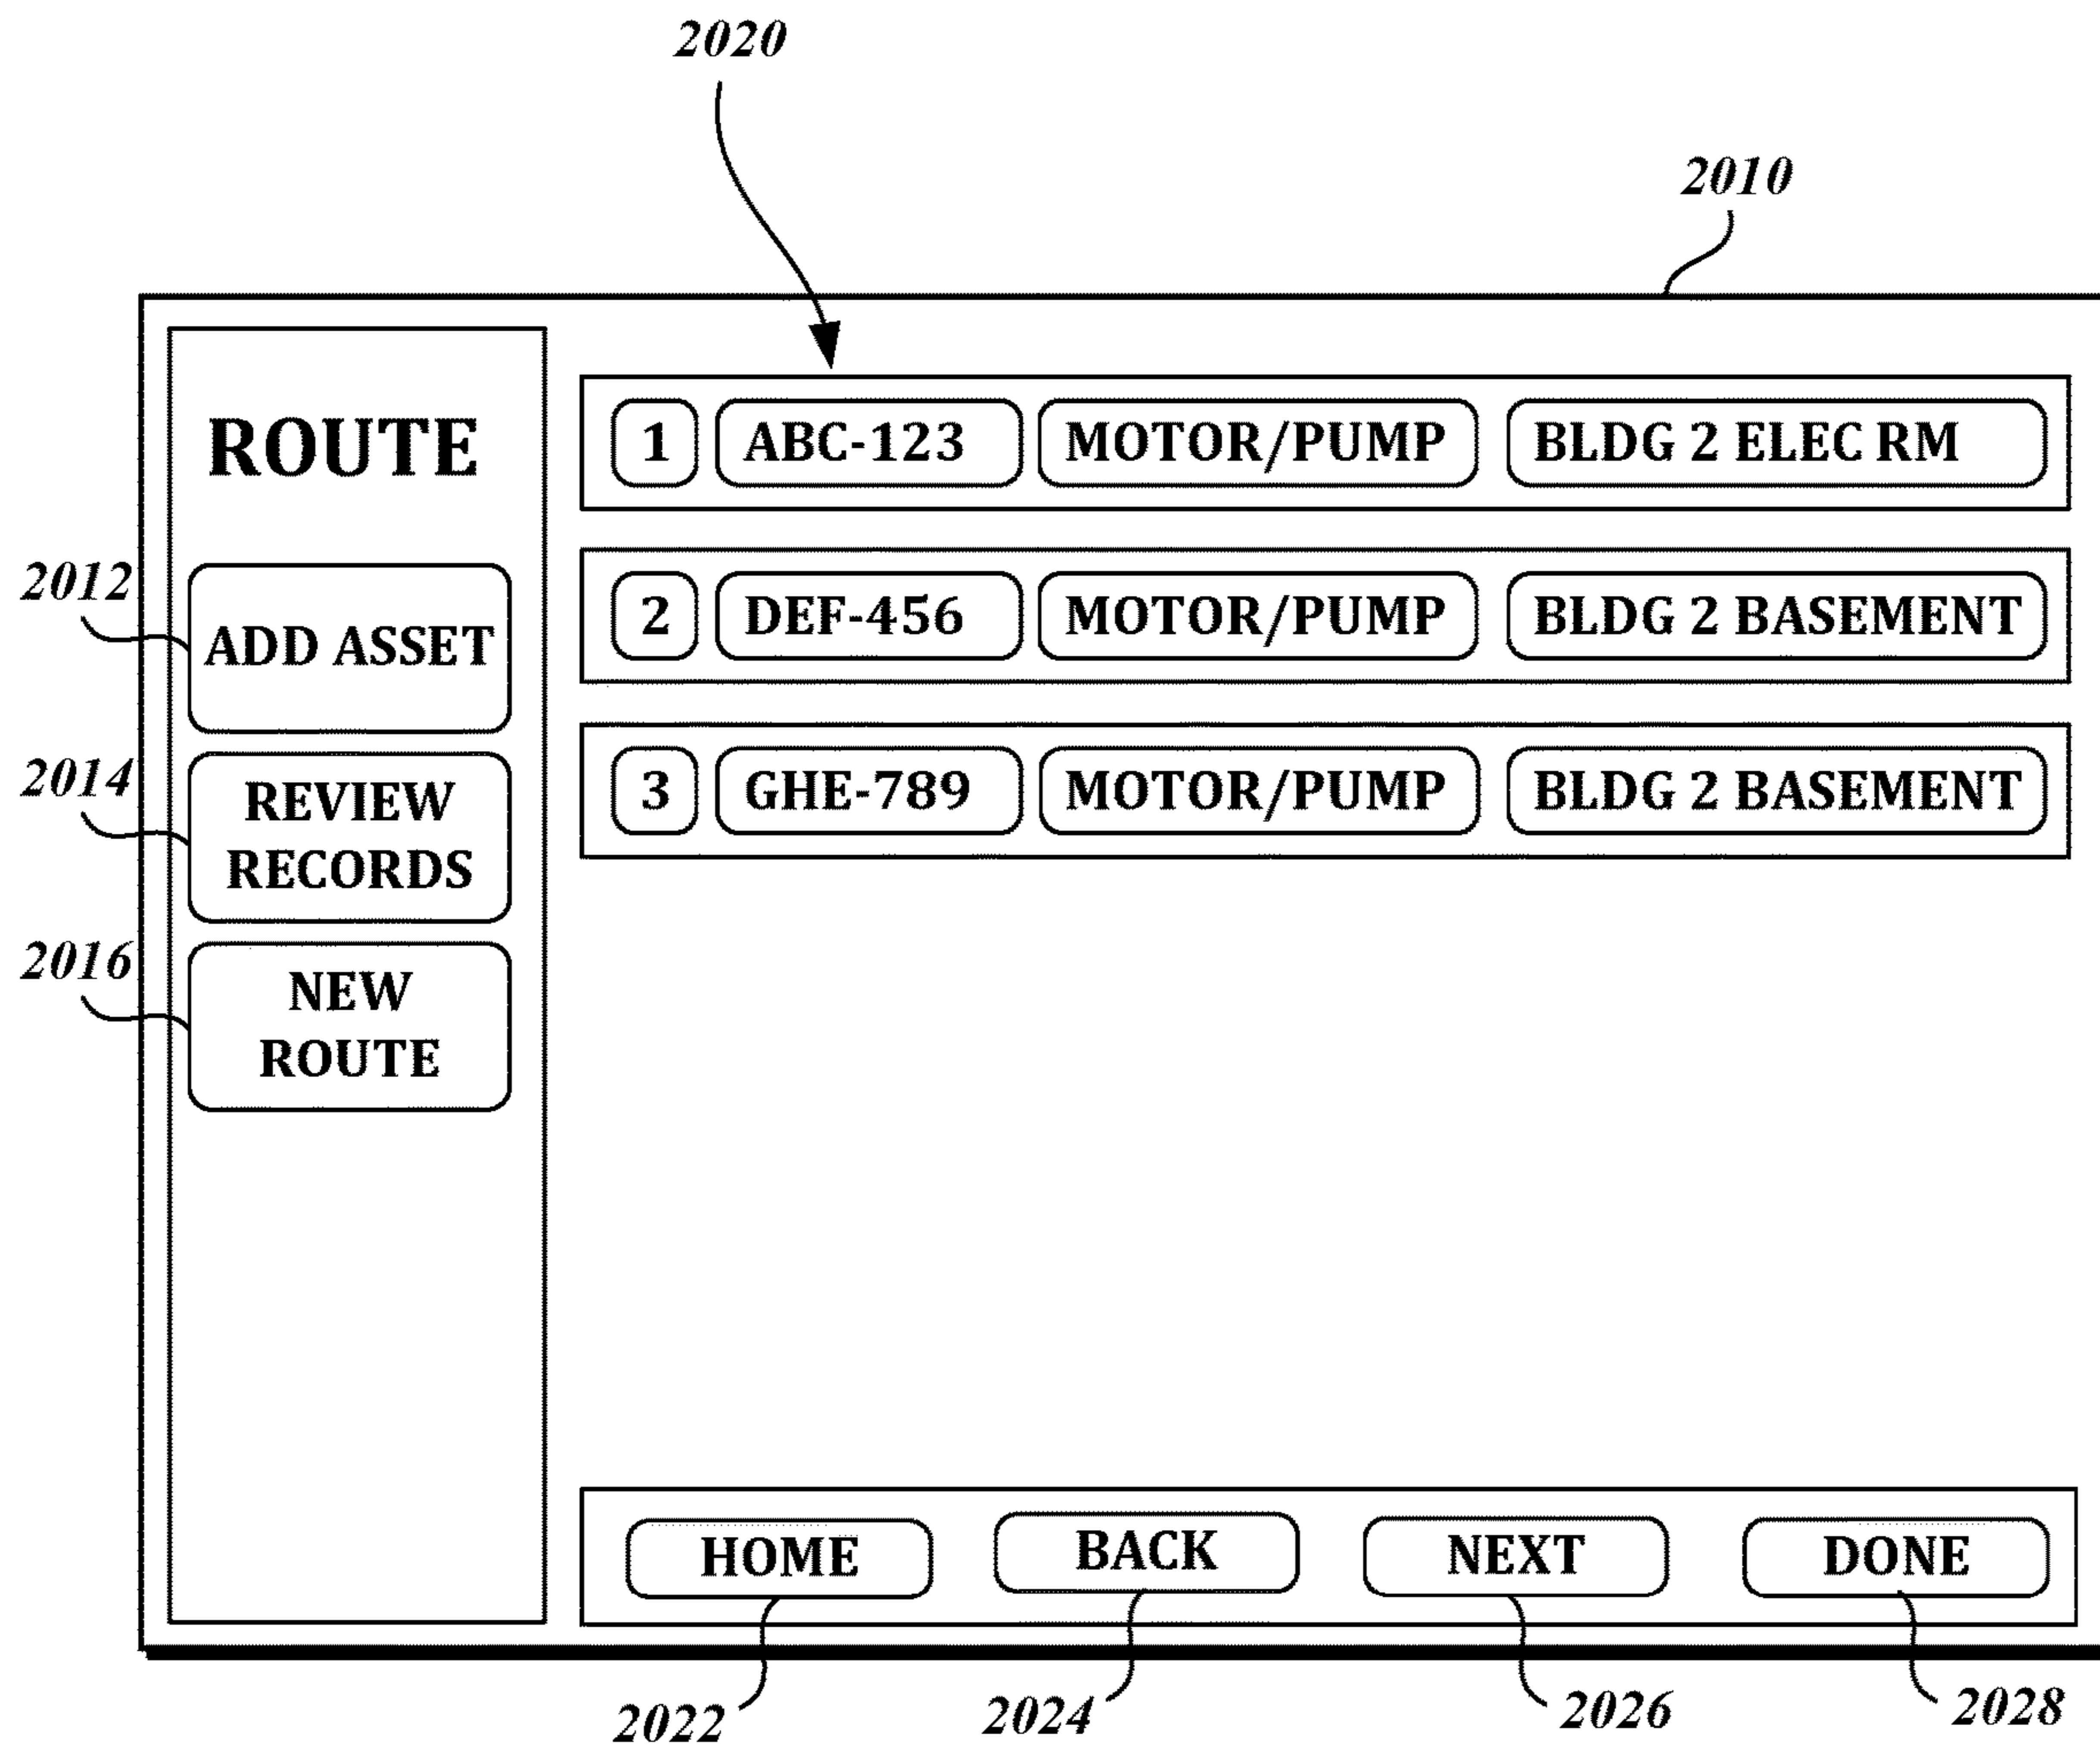 2020
2010
ROUTE
2012
ADD ASSET
2014
REVIEW
RECORDS
2016
NEW
ROUTE
1 ABC-123 MOTOR/PUMP BLDG 2 ELEC RM
2 DEF-456 MOTOR/PUMP BLDG 2 BASEMENT
3 GHE-789 MOTOR/PUMP BLDG 2 BASEMENT
HOME BACK NEXT DONE
2022 2024 2026 2028